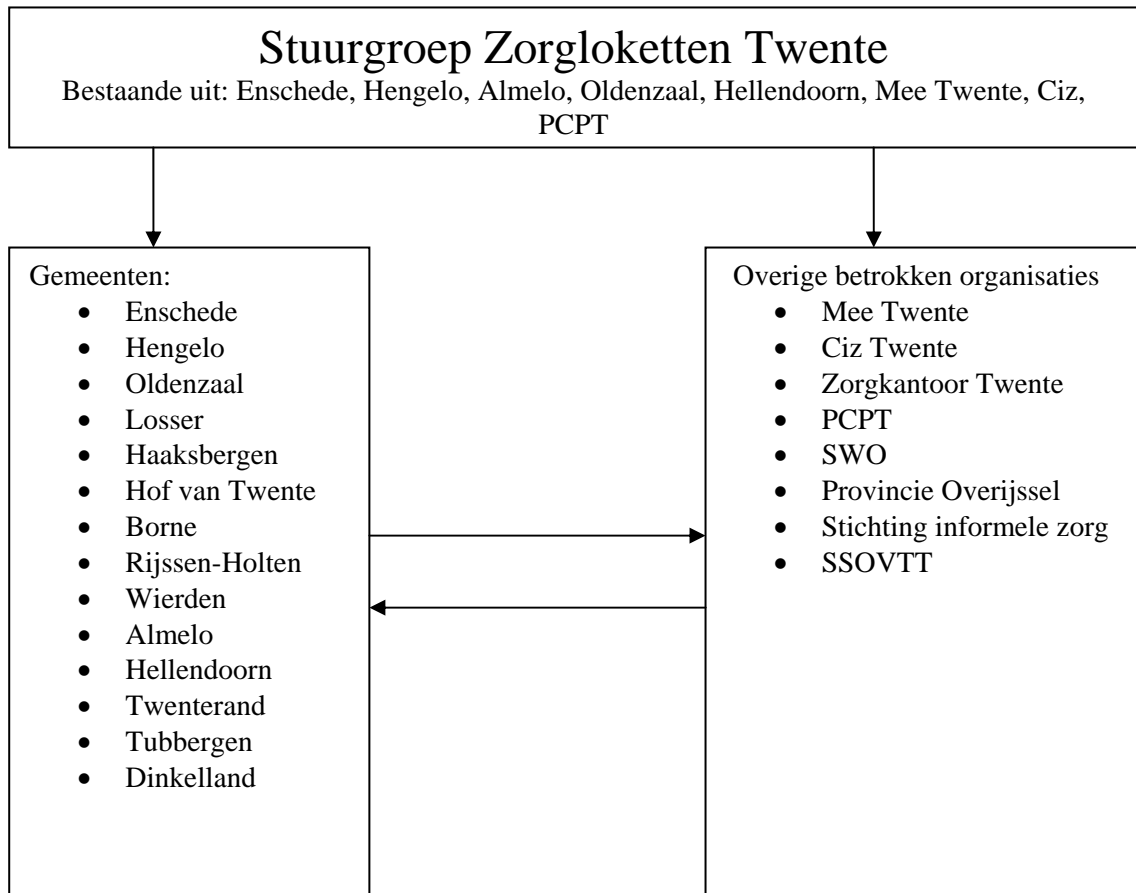 Stuurgroep Zorgloketten Twente
Bestaande uit: Enschede, Hengelo, Almelo, Oldenzaal, Hellendoorn, Mee Twente, Ciz,
PCPT
Gemeenten:
• Enschede
• Hengelo
• Oldenzaal
• Losser
• Haaksbergen
• Hof van Twente
• Borne
• Rijssen-Holten
• Wierden
• Almelo
• Hellendoorn
• Twenterand
• Tubbergen
• Dinkelland
Overige betrokken organisaties
• Mee Twente
• Ciz Twente
• Zorgkantoor Twente
• PCPT
• SWO
• Provincie Overijssel
• Stichting informele zorg
• SSOVTT